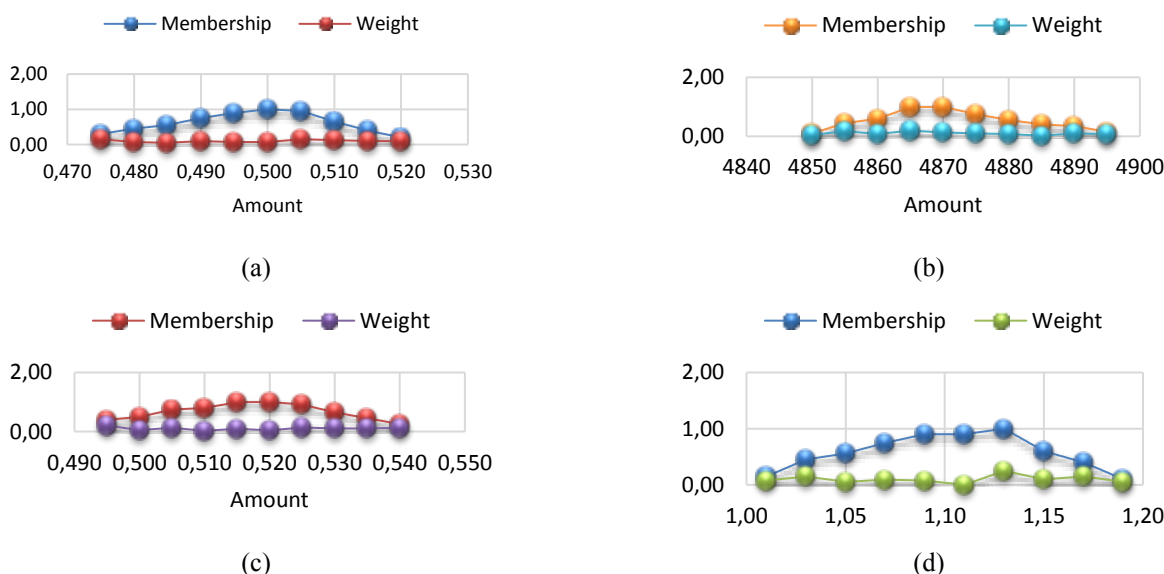 Membership Weight
2,00
1,00
0,00
0,470 0,480 0,490 0,500 0,510 0,520 0,530
Amount
(a)
Membership Weight
2,00
0,00
4840 4850 4860 4870 4880 4890 4900
Amount
(b)
Membership Weight
2,00
0,00
0,490 0,500 0,510 0,520 0,530 0,540 0,550
Amount
(c)
Membership Weight
2,00
1,00
0,00
1,00 1,05 1,10 1,15 1,20
(d)